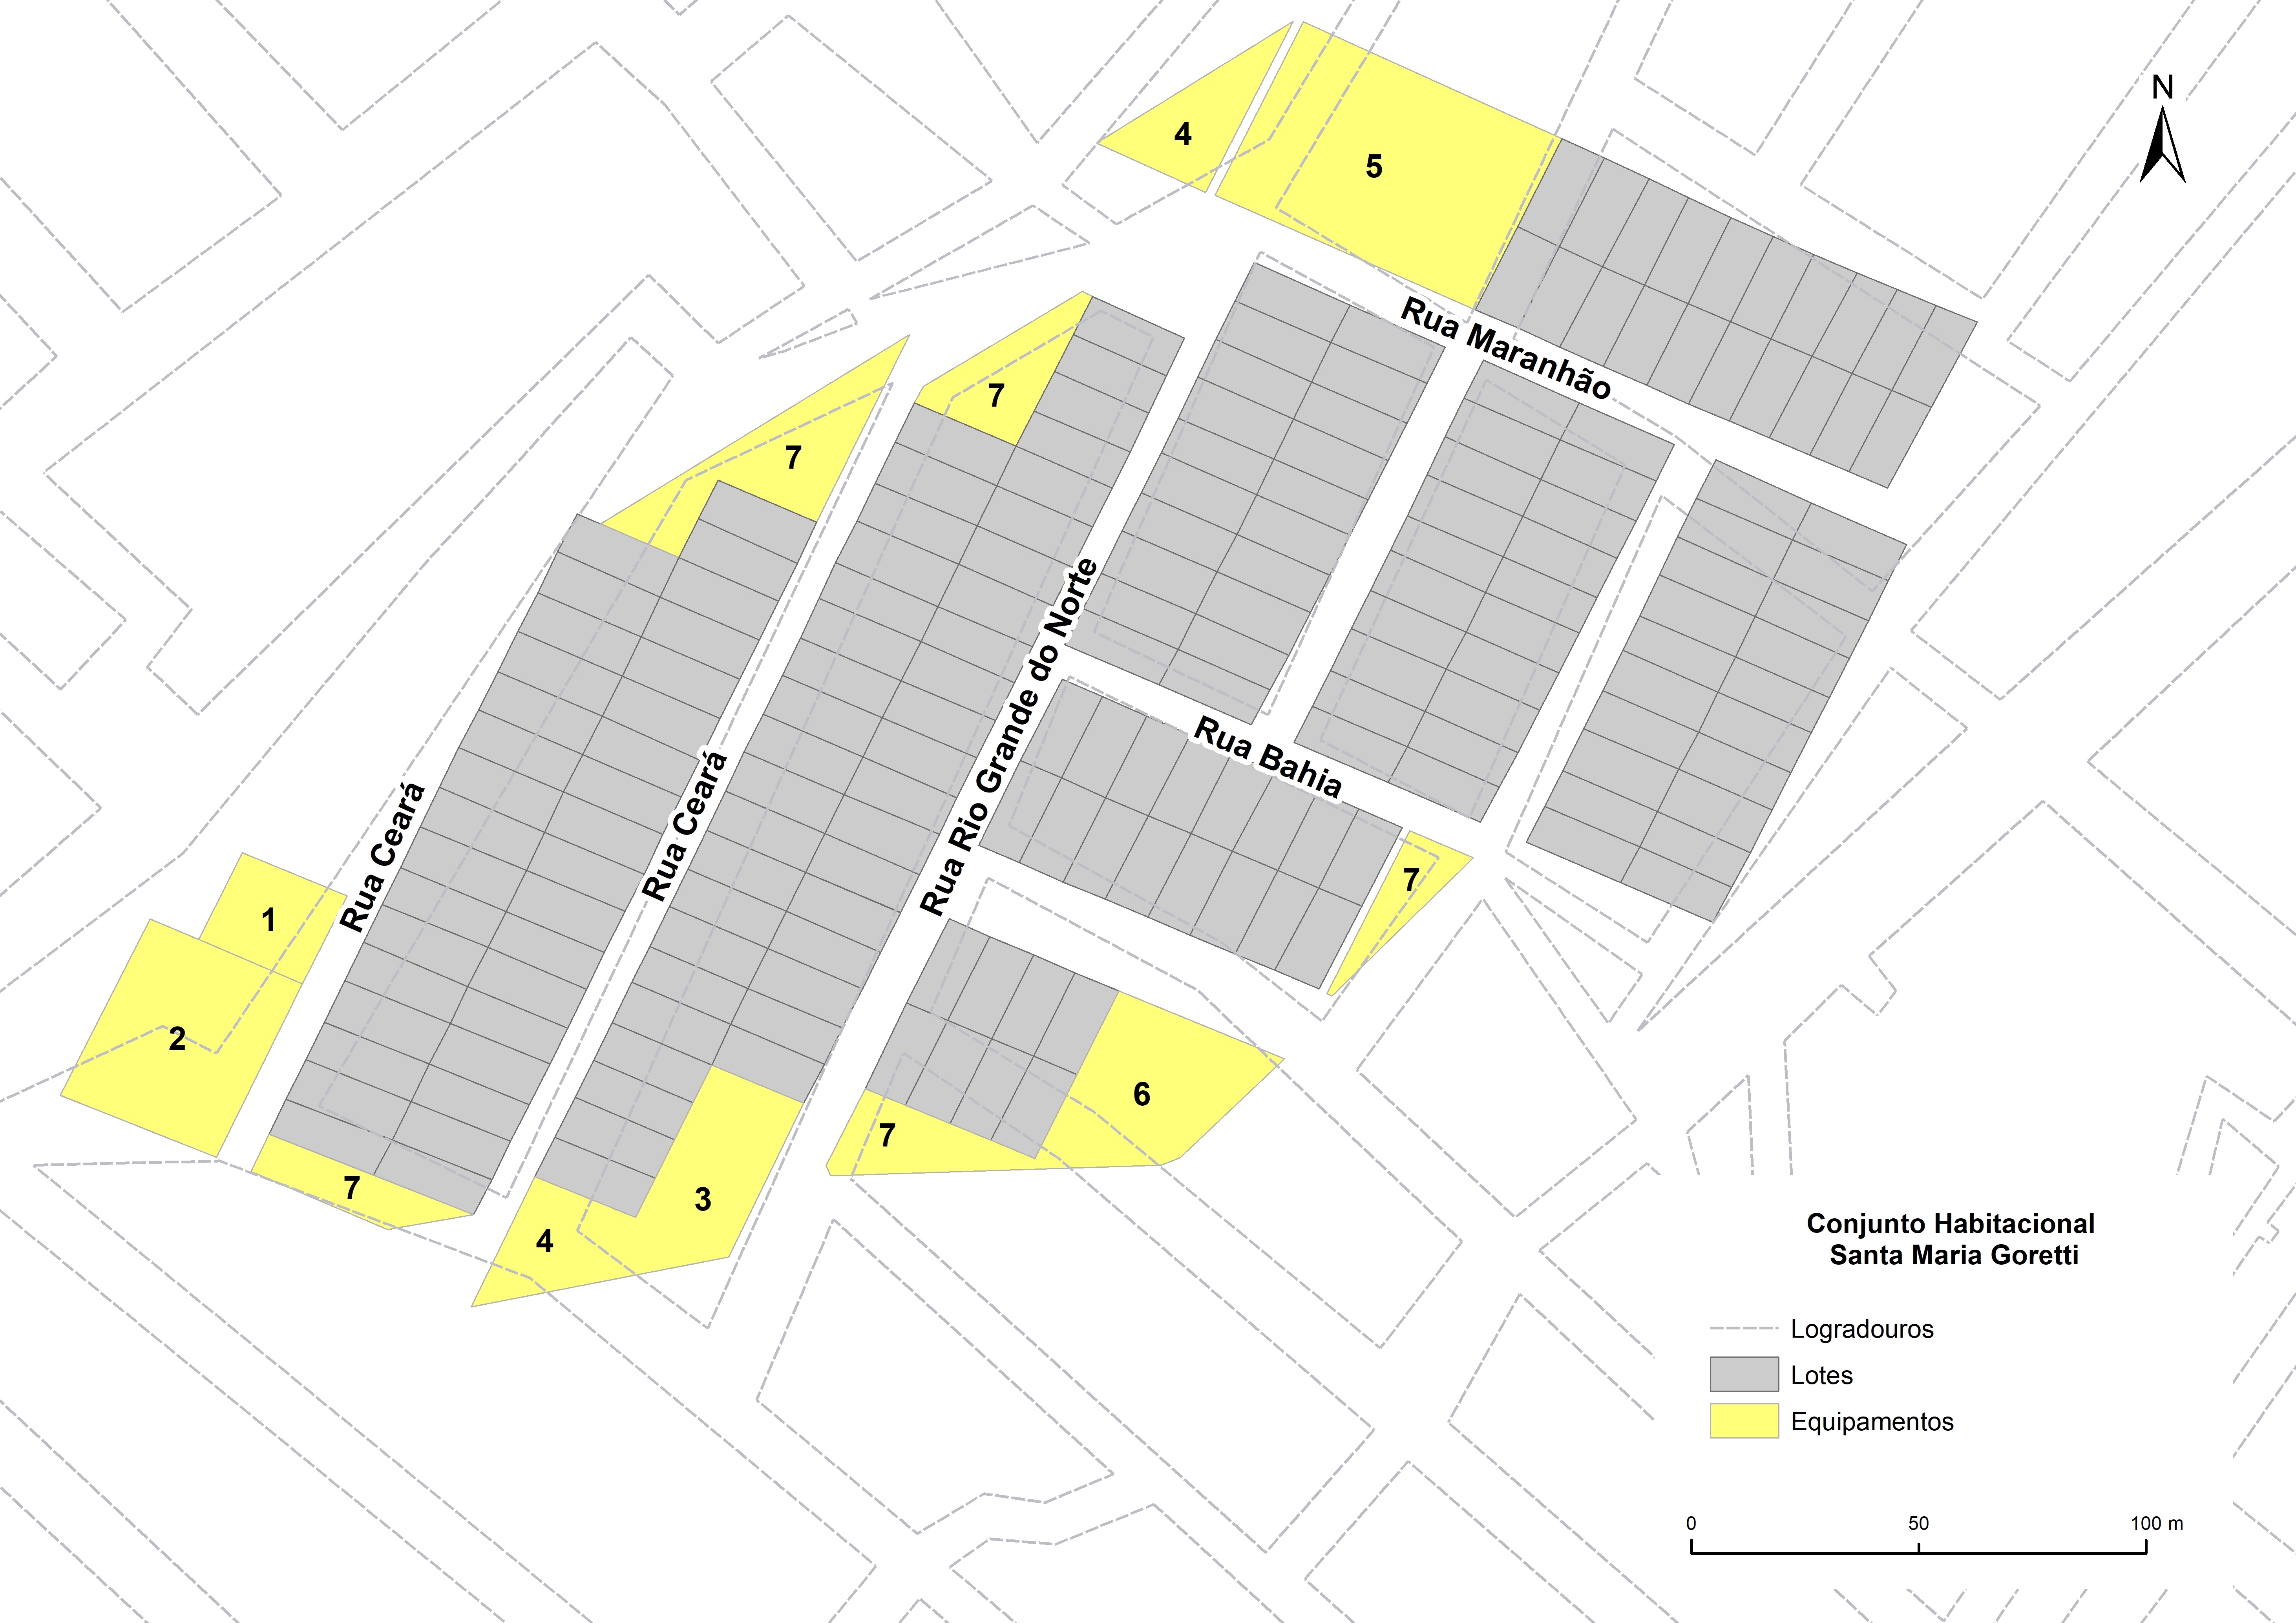 N
4
5
Rua Maranhão
7
7
Rua Rio Grande do Norte
Rua Bahia
Rua Ceará
Rua Ceará
7
1
2
6
7
7
3
4
Conjunto Habitacional
Santa Maria Goretti
Logradouros
Lotes
Equipamentos
0 50 100 m